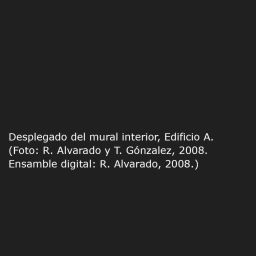 Desplegado del mural interior, Edificio A.
(Foto: R. Alvarado y T. Gónzalez, 2008.
Ensamble digital: R. Alvarado, 2008.)